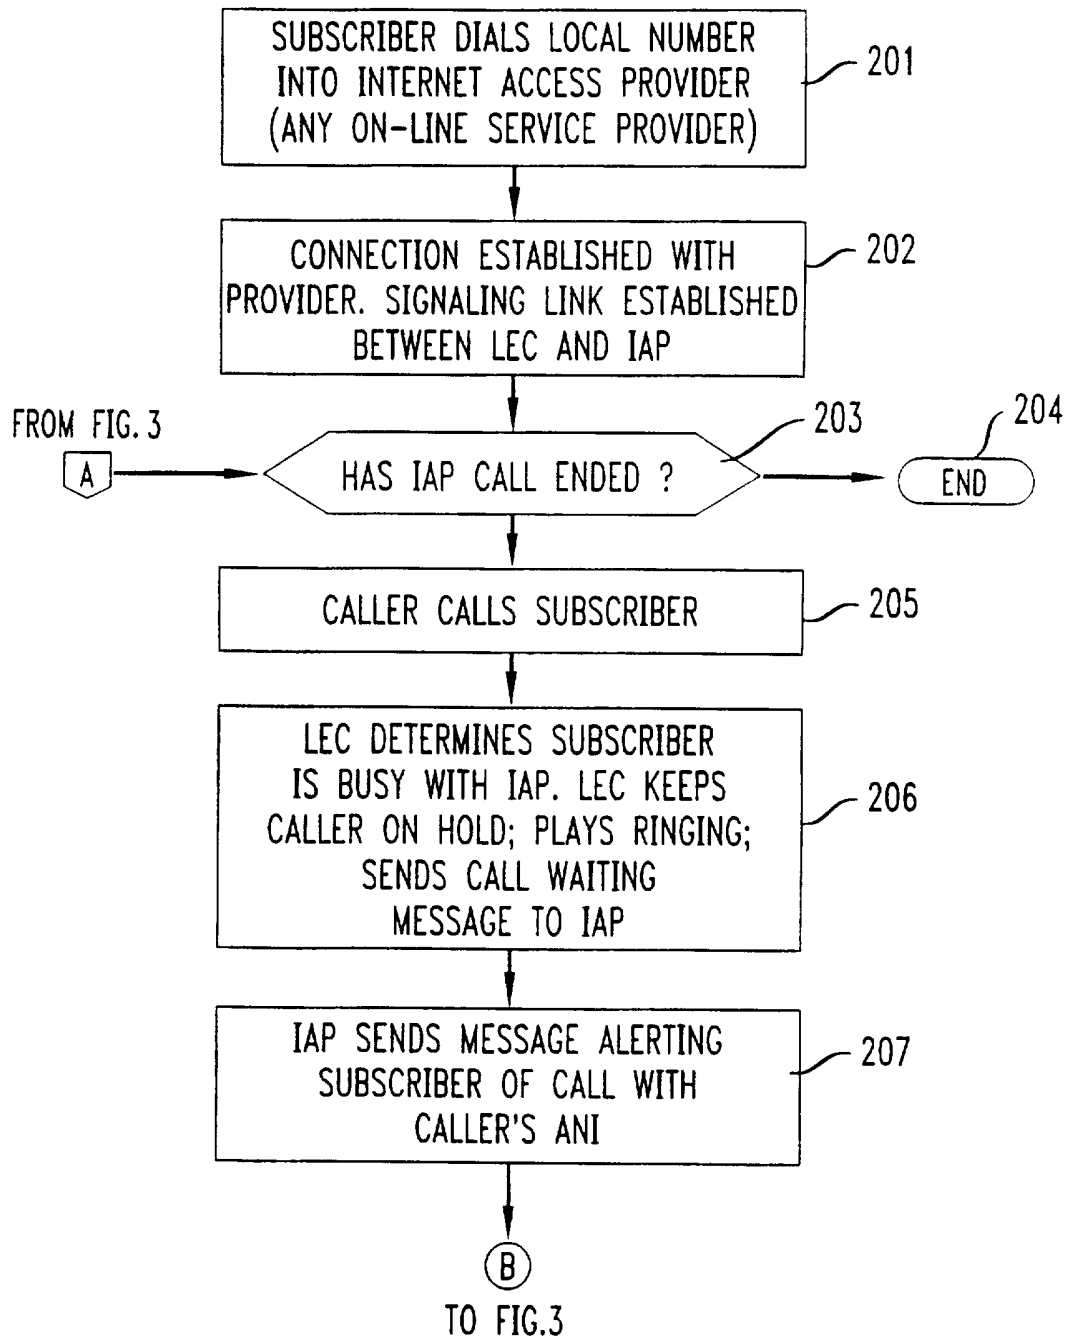 SUBSCRIBER DIALS LOCAL NUMBER
INTO INTERNET ACCESS PROVIDER
(ANY ON-LINE SERVICE PROVIDER)
201
CONNECTION ESTABLISHED WITH
PROVIDER. SIGNALING LINK ESTABLISHED
BETWEEN LEC AND IAP
202
FROM FIG. 3
A
HAS IAP CALL ENDED ?
203
204
END
CALLER CALLS SUBSCRIBER
205
LEC DETERMINES SUBSCRIBER
IS BUSY WITH IAP. LEC KEEPS
CALLER ON HOLD; PLAYS RINGING;
SENDS CALL WAITING
MESSAGE TO IAP
206
IAP SENDS MESSAGE ALERTING
SUBSCRIBER OF CALL WITH
CALLER'S ANI
207
B
TO FIG.3